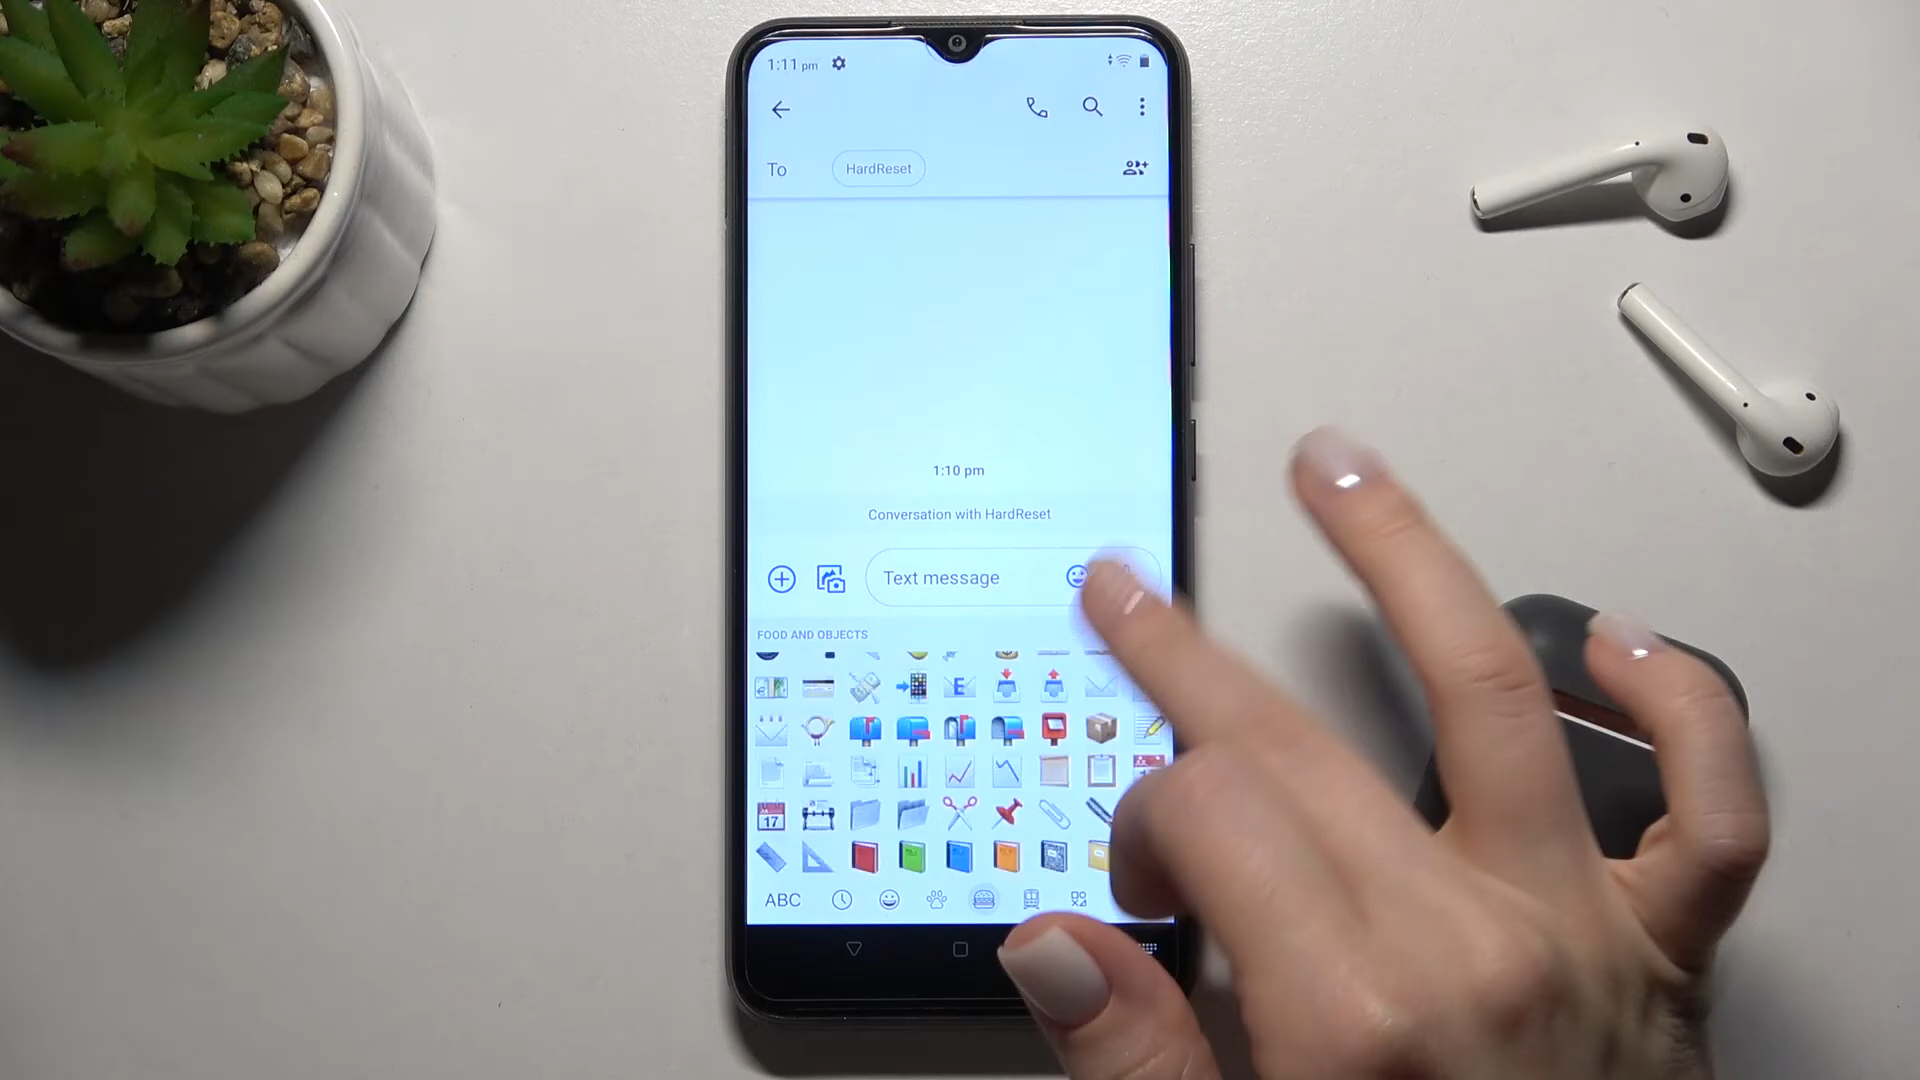 1:11 pm
To HardReset
1:10 pm
Conversation with HardReset
Text message
FOOD AND OBJECTS
E
17
ABC